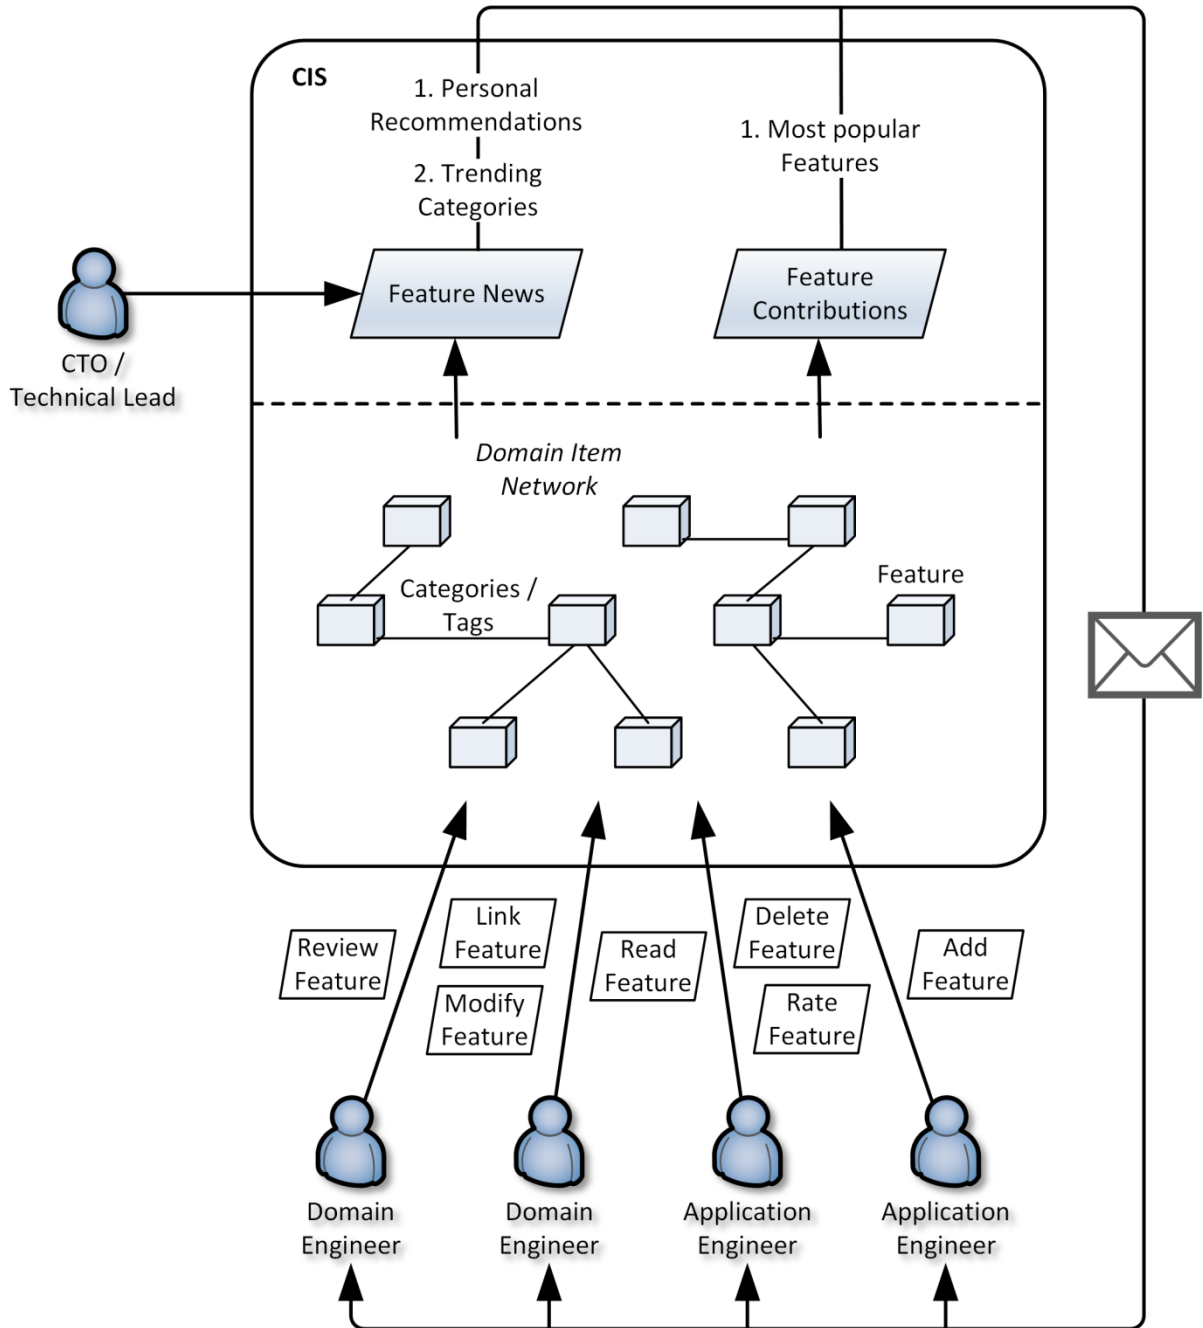 CIS
1. Personal
Recommendations
2. Trending
Categories
1. Most popular
Features
Feature News
Feature
Contributions
CTO /
Technical Lead
Domain Item
Network
Categories /
Tags
Feature
Review
Feature
Link
Feature
Modify
Feature
Read
Feature
Delete
Feature
Rate
Feature
Add
Feature
Domain
Engineer
Domain
Engineer
Application
Engineer
Application
Engineer